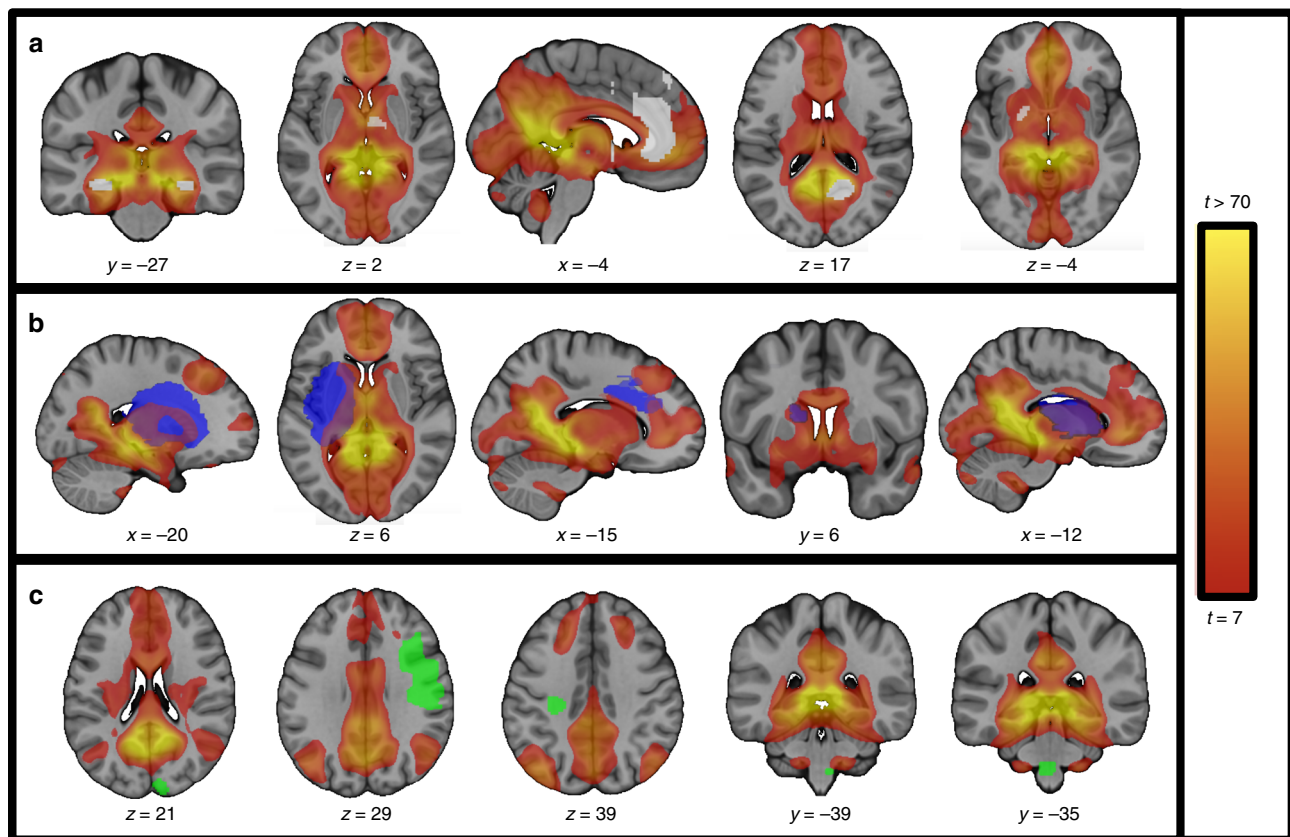 a
y = –27
z = 2
x = –4
z = 17
z = –4
b
x = –20
z = 6
x = –15
y = 6
x = –12
c
z = 21
z = 29
z = 39
y = –39
y = –35
t > 70
t = 7